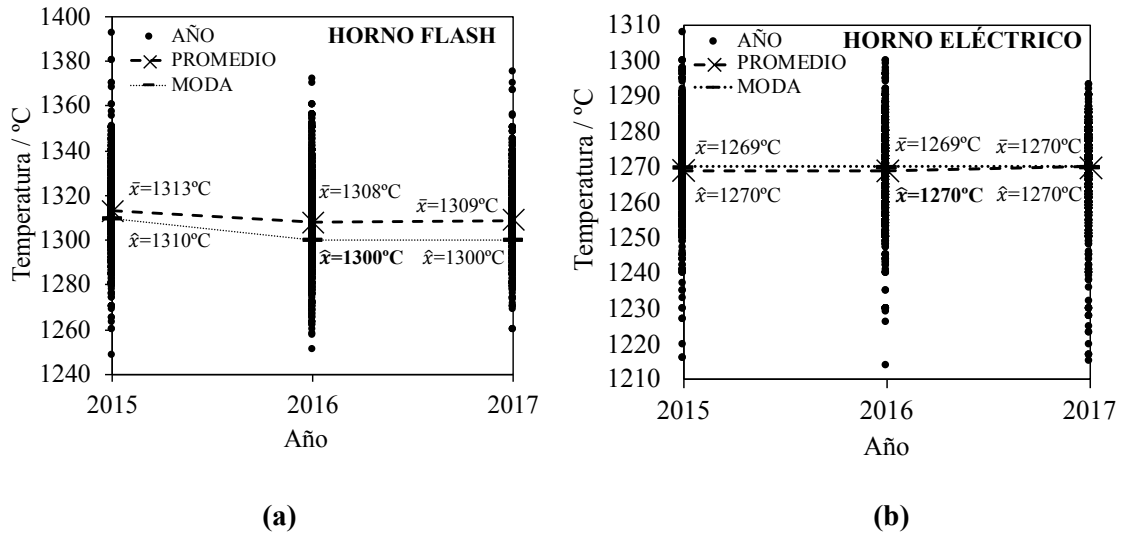 HORNO FLASH
AÑO
PROMEDIO
MODA
Temperatura / ºC
1400
1380
1360
1340
1320
1300
1280
1260
1240
x̄=1313ºC
x̄=1308ºC
x̄=1309ºC
x̂=1310ºC
x̂=1300ºC
x̂=1300ºC
2015
2016
2017
Año
(a)
HORNO ELÉCTRICO
AÑO
PROMEDIO
MODA
Temperatura / ºC
1310
1300
1290
1280
1270
1260
1250
1240
1230
1220
1210
x̄=1269ºC
x̄=1269ºC
x̄=1270ºC
x̂=1270ºC
x̂=1270ºC
x̂=1270ºC
2015
2016
2017
Año
(b)